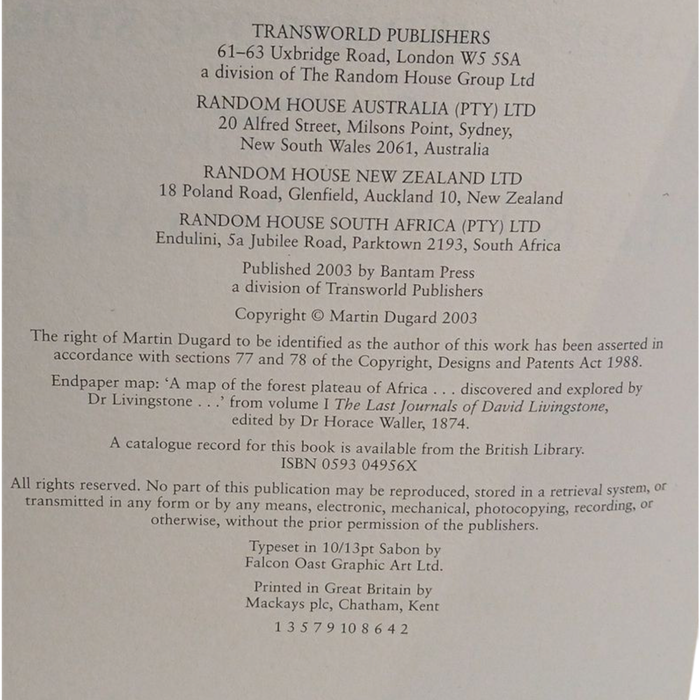 TRANSWORLD PUBLISHERS
61–63 Uxbridge Road, London W5 5SA
a division of The Random House Group Ltd
RANDOM HOUSE AUSTRALIA (PTY) LTD
20 Alfred Street, Milsons Point, Sydney,
New South Wales 2061, Australia
RANDOM HOUSE NEW ZEALAND LTD
18 Poland Road, Glenfield, Auckland 10, New Zealand
RANDOM HOUSE SOUTH AFRICA (PTY) LTD
Endulini, 5a Jubilee Road, Parktown 2193, South Africa
Published 2003 by Bantam Press
a division of Transworld Publishers
Copyright © Martin Dugard 2003
The right of Martin Dugard to be identified as the author of this work has been asserted in
accordance with sections 77 and 78 of the Copyright, Designs and Patents Act 1988.
Endpaper map: ‘A map of the forest plateau of Africa . . . discovered and explored by
Dr Livingstone . . .’ from volume I The Last Journals of David Livingstone,
edited by Dr Horace Waller, 1874.
A catalogue record for this book is available from the British Library.
ISBN 0593 04956X
All rights reserved. No part of this publication may be reproduced, stored in a retrieval system, or
transmitted in any form or by any means, electronic, mechanical, photocopying, recording, or
otherwise, without the prior permission of the publishers.
Typeset in 10/13pt Sabon by
Falcon Oast Graphic Art Ltd.
Printed in Great Britain by
Mackays plc, Chatham, Kent
1 3 5 7 9 10 8 6 4 2